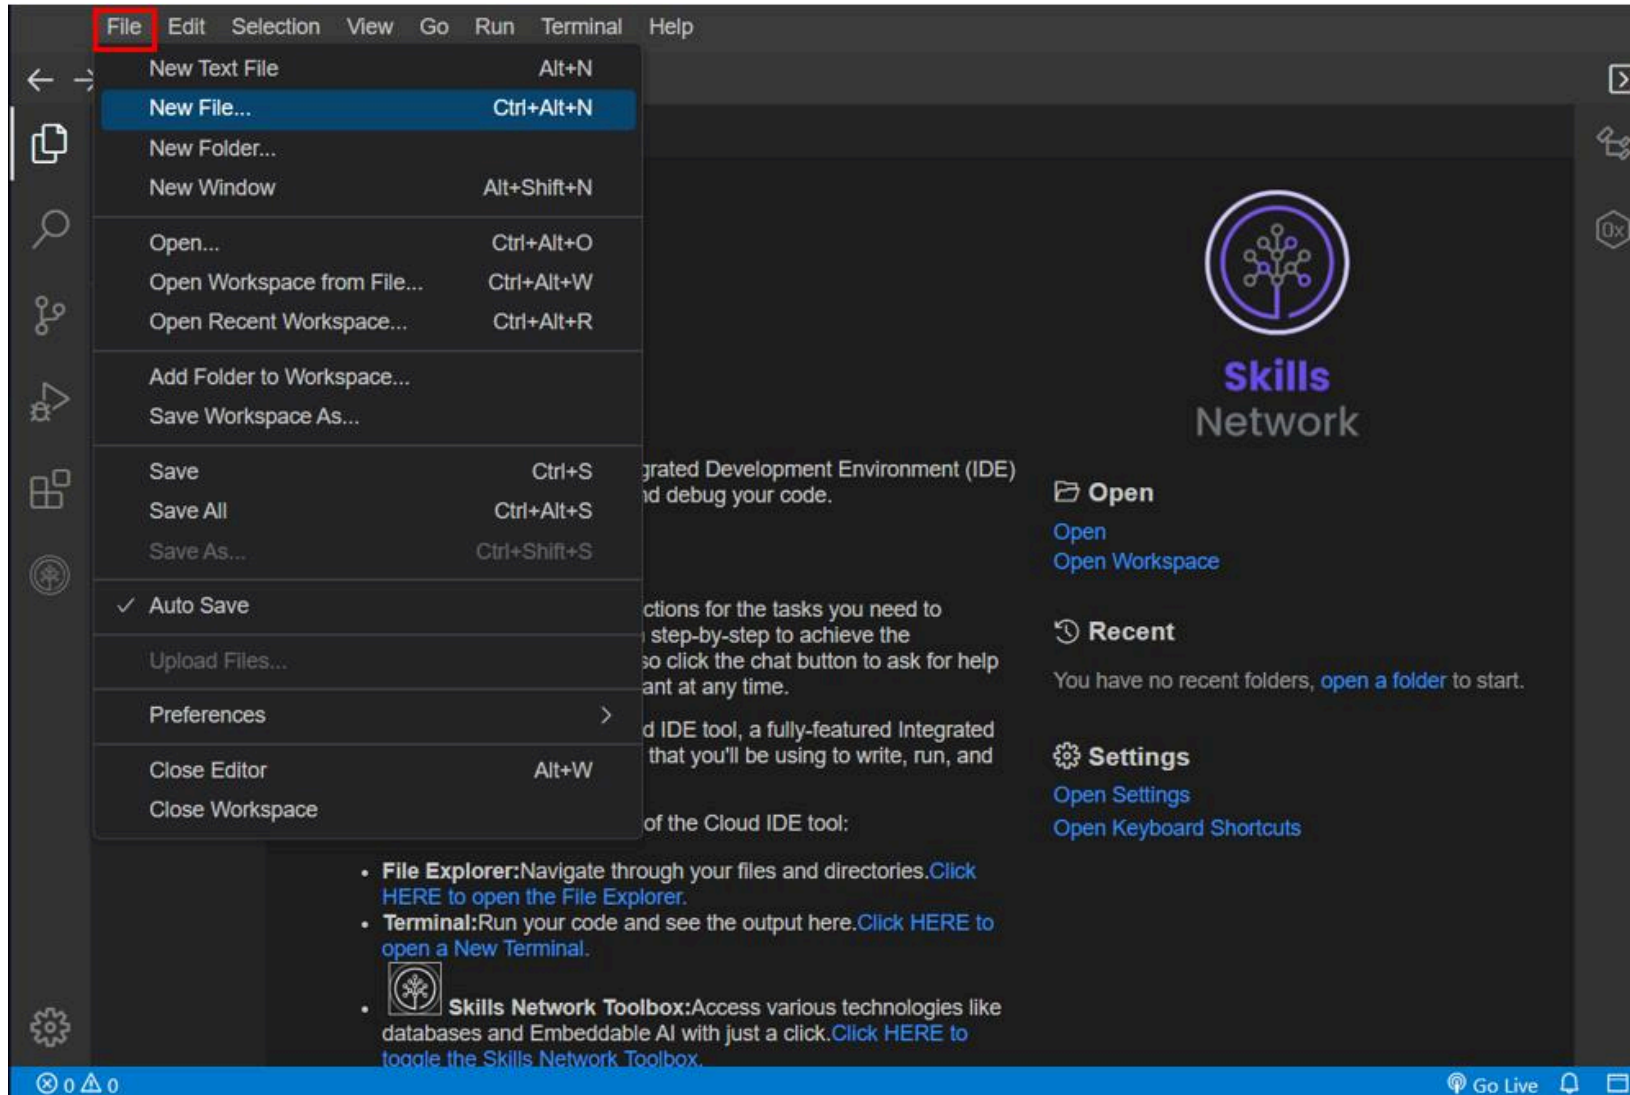 File Edit Selection View Go Run Terminal Help
New Text File Alt+N
New File... Ctrl+Alt+N
New Folder...
New Window Alt+Shift+N
Open... Ctrl+Alt+O
Open Workspace from File... Ctrl+Alt+W
Open Recent Workspace... Ctrl+Alt+R
Add Folder to Workspace...
Save Workspace As...
Save Ctrl+S
Save All Ctrl+Alt+S
Save As... Ctrl+Shift+S
Auto Save
Upload Files...
Preferences
Close Editor Alt+W
Close Workspace
grated Development Environment (IDE)
nd debug your code.
ctions for the tasks you need to
step-by-step to achieve the
so click the chat button to ask for help
ant at any time.
d IDE tool, a fully-featured Integrated
that you'll be using to write, run, and
of the Cloud IDE tool:
• File Explorer:Navigate through your files and directories.Click
HERE to open the File Explorer.
• Terminal:Run your code and see the output here.Click HERE to
open a New Terminal.
• Skills Network Toolbox:Access various technologies like
databases and Embeddable AI with just a click.Click HERE to
toggle the Skills Network Toolbox.
Skills
Network
Open
Open
Open Workspace
Recent
You have no recent folders, open a folder to start.
Settings
Open Settings
Open Keyboard Shortcuts
0x
0 0
Go Live